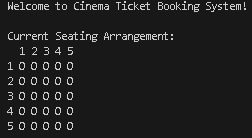 Welcome to Cinema Ticket Booking System!
Current Seating Arrangement:
1 2 3 4 5
1 0 0 0 0 0
2 0 0 0 0 0
3 0 0 0 0 0
4 0 0 0 0 0
5 0 0 0 0 0